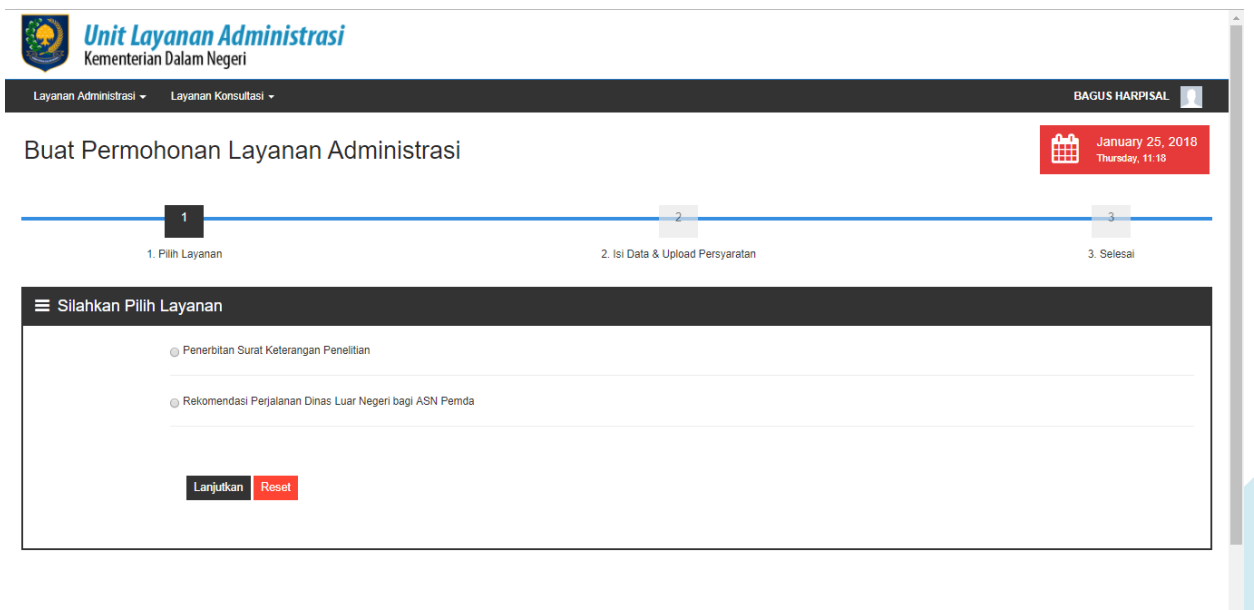 Unit Layanan Administrasi
Kementerian Dalam Negeri
Layanan Administrasi Layanan Konsultasi BAGUS HARPISAL
Buat Permohonan Layanan Administrasi
January 25, 2018
Thursday, 11:18
1 2 3
1. Pilih Layanan 2. Isi Data & Upload Persyaratan 3. Selesai
Silahkan Pilih Layanan
Penerbitan Surat Keterangan Penelitian
Rekomendasi Perjalanan Dinas Luar Negeri bagi ASN Pemda
Lanjutkan Reset